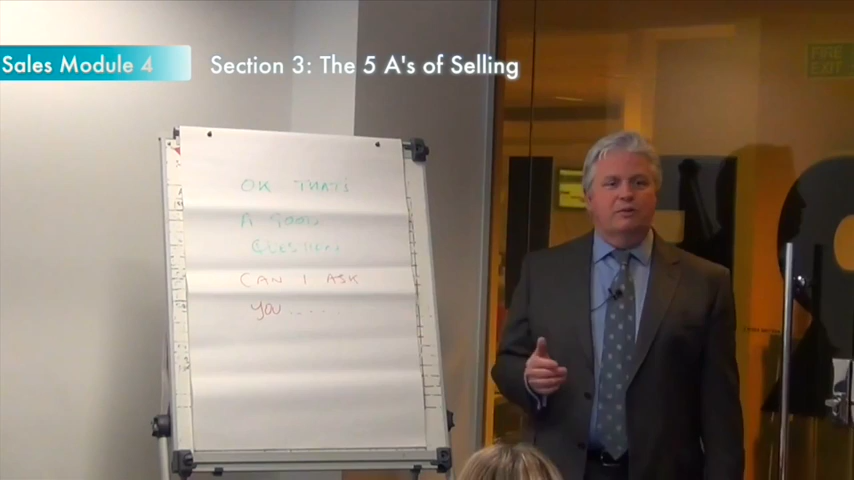 Sales Module 4
Section 3: The 5 A's of Selling
FIRE
EXIT
OK THAT'S
A GOOD
QUESTION
CAN I ASK
YOU .....